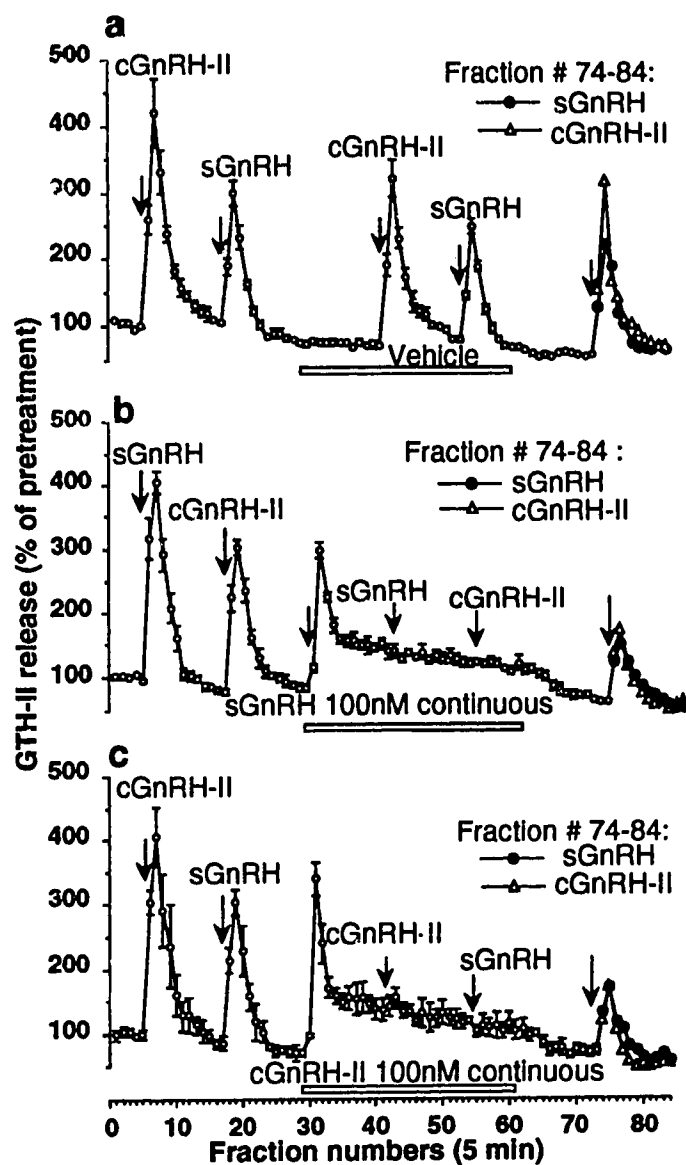 a
500
cGnRH-II
Fraction # 74-84:
sGnRH
cGnRH-II
400
cGnRH-II
sGnRH
300
sGnRH
200
100
Vehicle
GTH-II release (% of pretreatment)
b
500
sGnRH
Fraction # 74-84 :
sGnRH
cGnRH-II
400
cGnRH-II
300
sGnRH
cGnRH-II
200
100
sGnRH 100nM continuous
c
500
cGnRH-II
Fraction # 74-84:
sGnRH
cGnRH-II
400
sGnRH
300
cGnRH-II
sGnRH
200
100
cGnRH-II 100nM continuous
0 10 20 30 40 50 60 70 80
Fraction numbers (5 min)